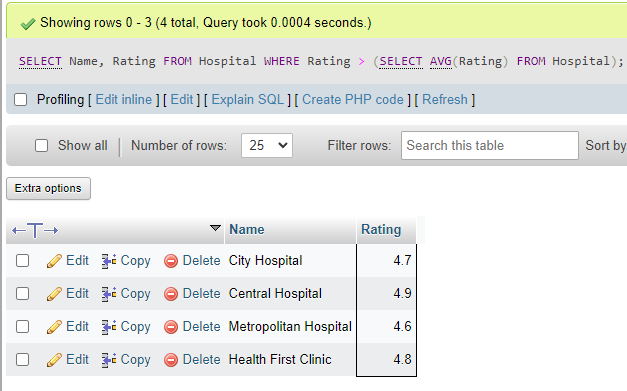 Showing rows 0 - 3 (4 total, Query took 0.0004 seconds.)
SELECT Name, Rating FROM Hospital WHERE Rating > (SELECT AVG(Rating) FROM Hospital);
Profiling [ Edit inline ] [ Edit ] [ Explain SQL ] [ Create PHP code ] [ Refresh ]
Show all Number of rows: 25 Filter rows: Search this table Sort by
Extra options
Name Rating
Edit Copy Delete City Hospital 4.7
Edit Copy Delete Central Hospital 4.9
Edit Copy Delete Metropolitan Hospital 4.6
Edit Copy Delete Health First Clinic 4.8